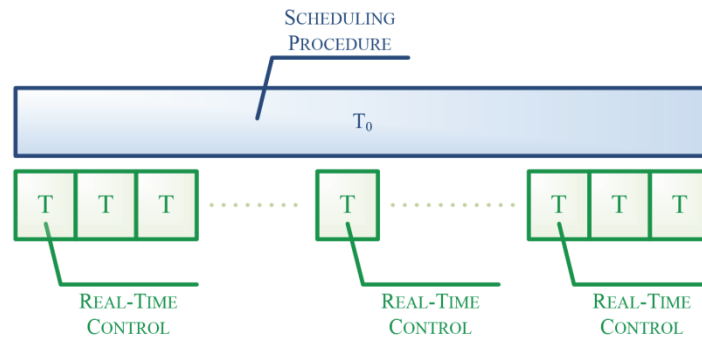 SCHEDULING
PROCEDURE
T₀
T T T T T T T
REAL-TIME REAL-TIME REAL-TIME
CONTROL CONTROL CONTROL